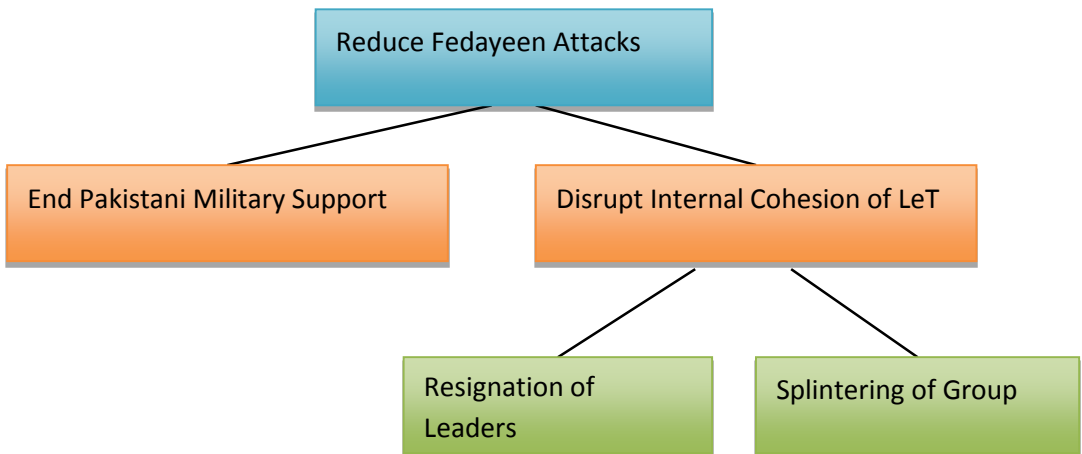 Reduce Fedayeen Attacks
End Pakistani Military Support
Disrupt Internal Cohesion of LeT
Resignation of
Leaders
Splintering of Group